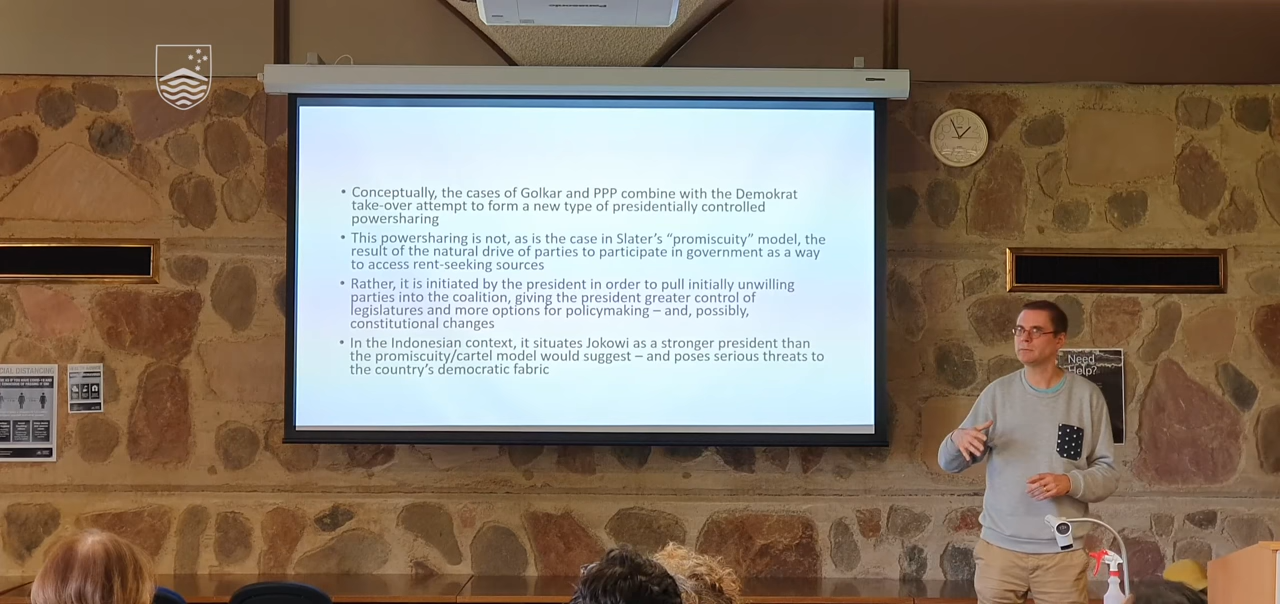 • Conceptually, the cases of Golkar and PPP combine with the Demokrat
take-over attempt to form a new type of presidentially controlled
powersharing
• This powersharing is not, as is the case in Slater's “promiscuity” model, the
result of the natural drive of parties to participate in government as a way
to access rent-seeking sources
• Rather, it is initiated by the president in order to pull initially unwilling
parties into the coalition, giving the president greater control of
legislatures and more options for policymaking – and, possibly,
constitutional changes
• In the Indonesian context, it situates Jokowi as a stronger president than
the promiscuity/cartel model would suggest – and poses serious threats to
the country's democratic fabric
Need
Help?
CIAL DISTANCING